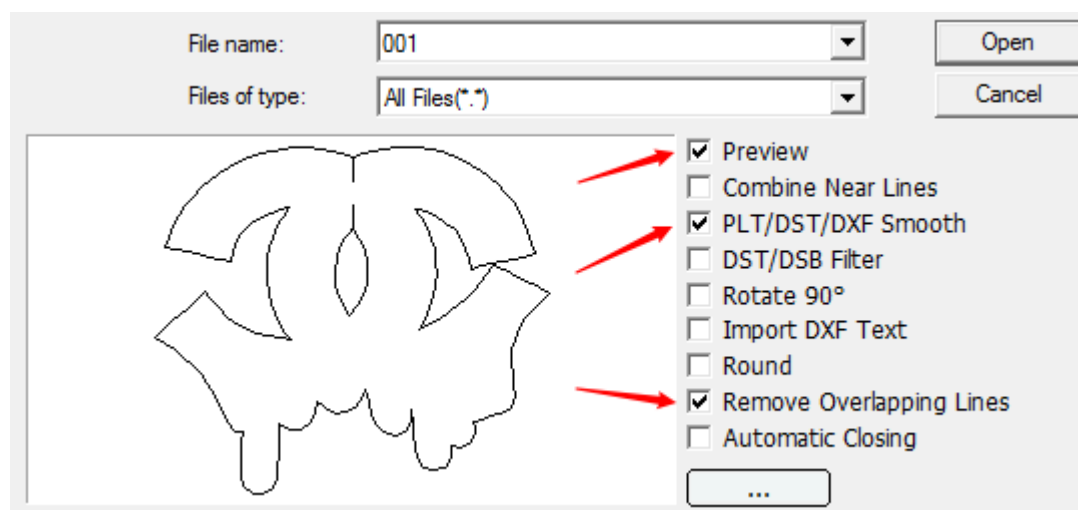 File name: 001 Open
Files of type: All Files(*.*) Cancel
Preview
Combine Near Lines
PLT/DST/DXF Smooth
DST/DSB Filter
Rotate 90°
Import DXF Text
Round
Remove Overlapping Lines
Automatic Closing
...